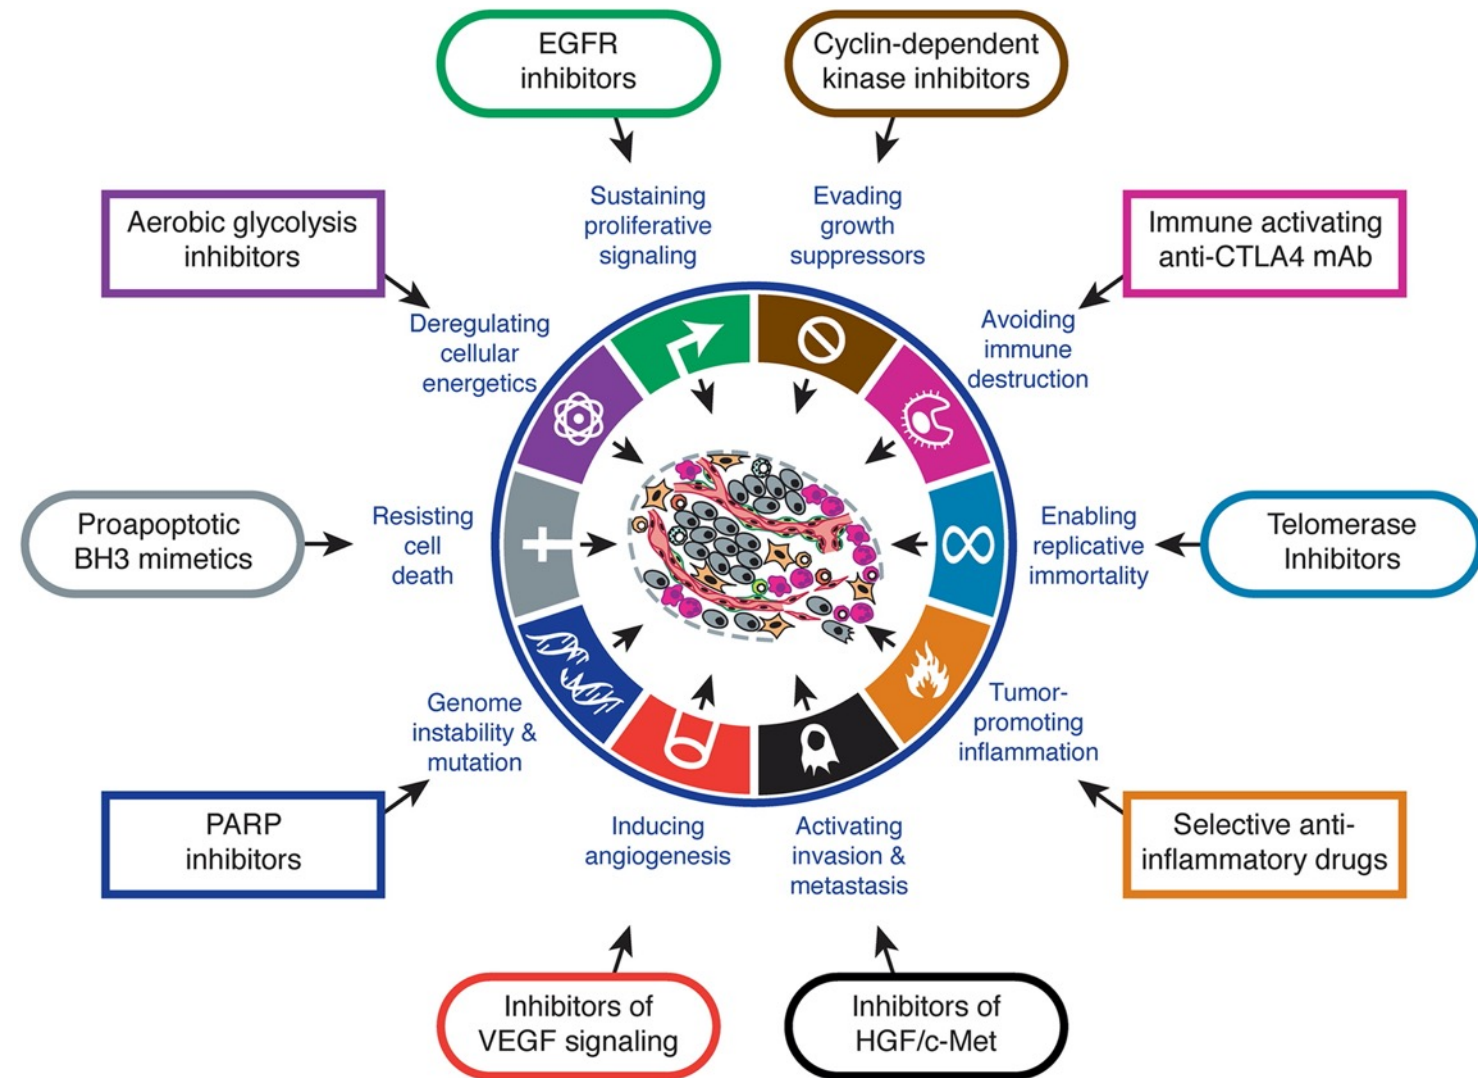 EGFR
inhibitors
Cyclin-dependent
kinase inhibitors
Aerobic glycolysis
inhibitors
Sustaining
proliferative
signaling
Evading
growth
suppressors
Immune activating
anti-CTLA4 mAb
Deregulating
cellular
energetics
Avoiding
immune
destruction
Proapoptotic
BH3 mimetics
Resisting
cell
death
Enabling
replicative
immortality
Telomerase
Inhibitors
Genome
instability &
mutation
Tumor-
promoting
inflammation
PARP
inhibitors
Inducing
angiogenesis
Activating
invasion &
metastasis
Selective anti-
inflammatory drugs
Inhibitors of
VEGF signaling
Inhibitors of
HGF/c-Met